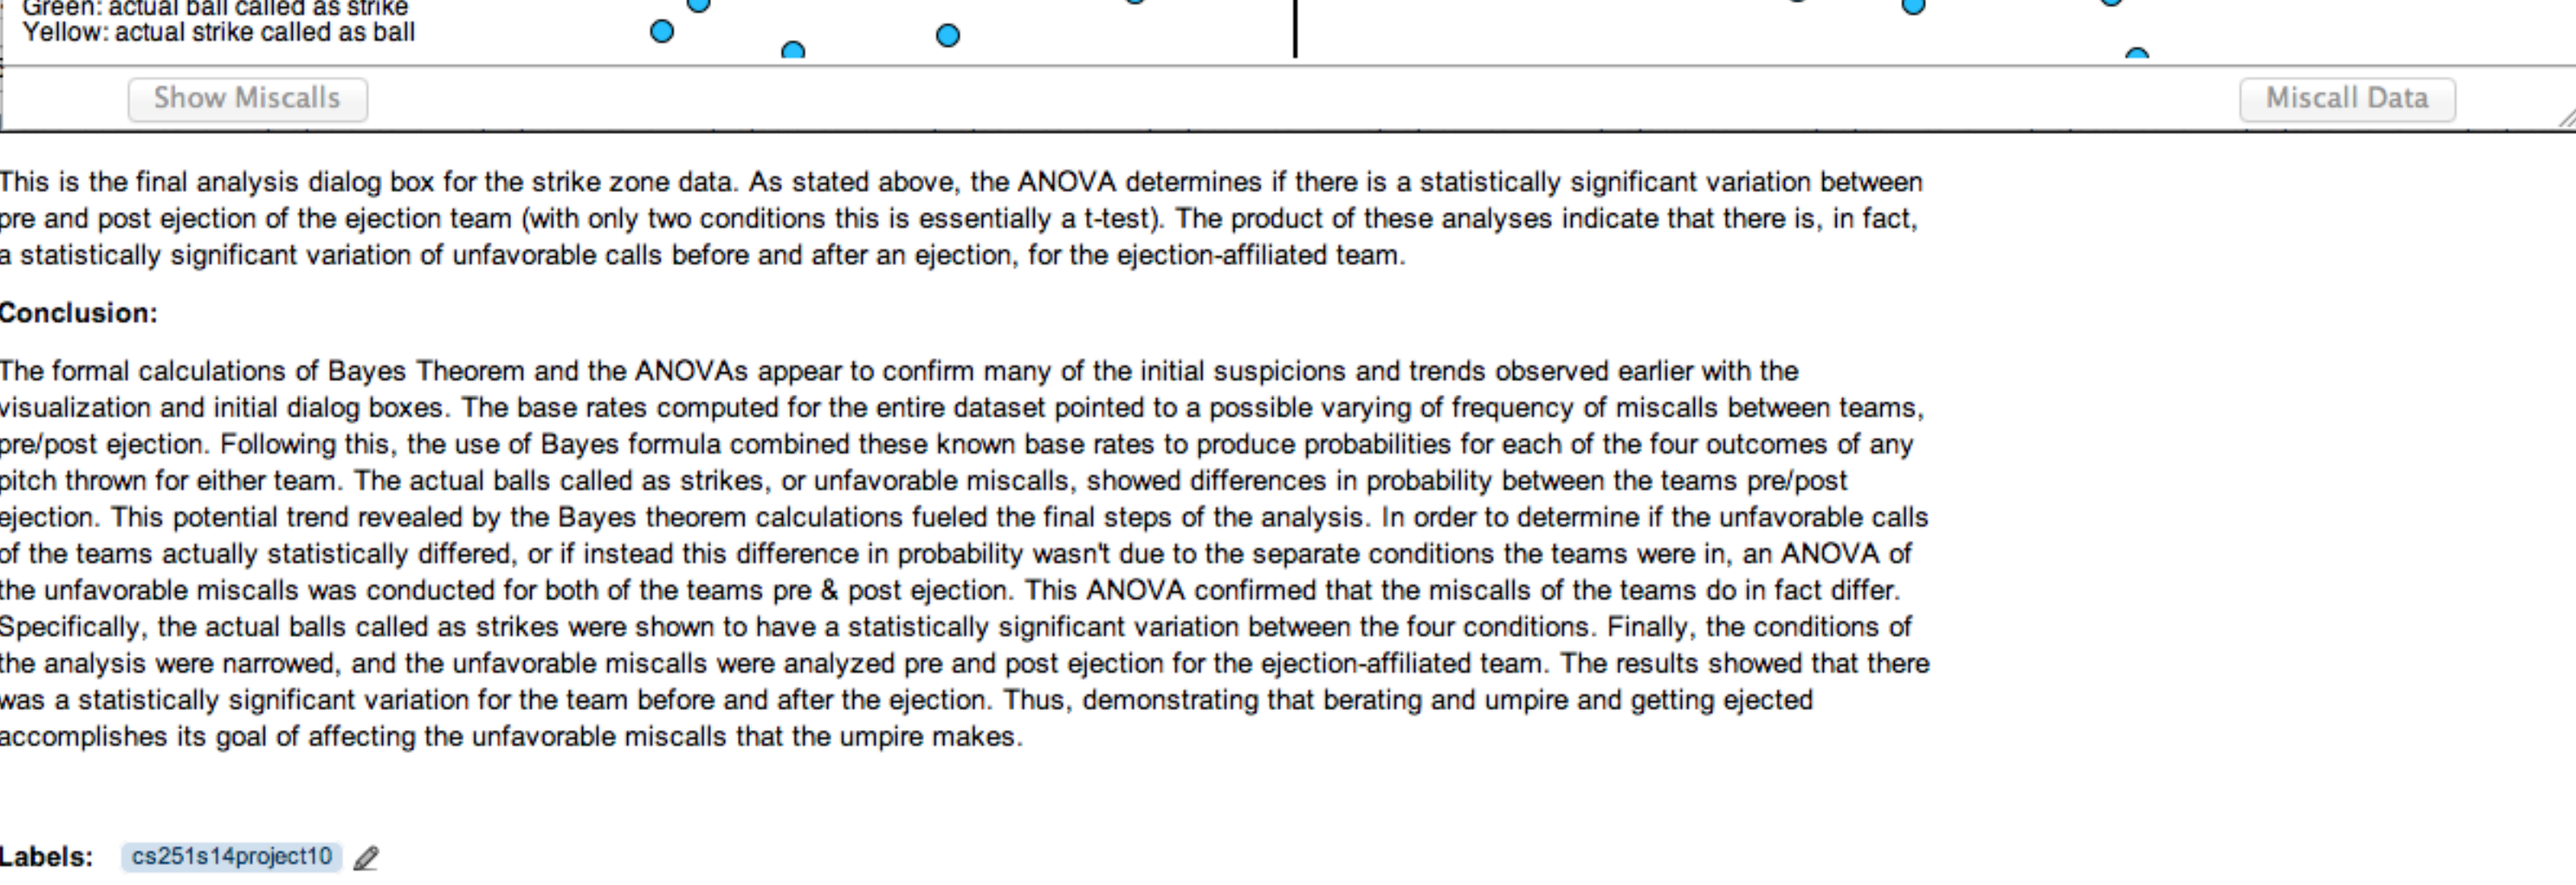 Green: actual ball called as strike
Yellow: actual strike called as ball
Show Miscalls
Miscall Data
This is the final analysis dialog box for the strike zone data. As stated above, the ANOVA determines if there is a statistically significant variation between
pre and post ejection of the ejection team (with only two conditions this is essentially a t-test). The product of these analyses indicate that there is, in fact,
a statistically significant variation of unfavorable calls before and after an ejection, for the ejection-affiliated team.
Conclusion:
The formal calculations of Bayes Theorem and the ANOVAs appear to confirm many of the initial suspicions and trends observed earlier with the
visualization and initial dialog boxes. The base rates computed for the entire dataset pointed to a possible varying of frequency of miscalls between teams,
pre/post ejection. Following this, the use of Bayes formula combined these known base rates to produce probabilities for each of the four outcomes of any
pitch thrown for either team. The actual balls called as strikes, or unfavorable miscalls, showed differences in probability between the teams pre/post
ejection. This potential trend revealed by the Bayes theorem calculations fueled the final steps of the analysis. In order to determine if the unfavorable calls
of the teams actually statistically differed, or if instead this difference in probability wasn't due to the separate conditions the teams were in, an ANOVA of
the unfavorable miscalls was conducted for both of the teams pre & post ejection. This ANOVA confirmed that the miscalls of the teams do in fact differ.
Specifically, the actual balls called as strikes were shown to have a statistically significant variation between the four conditions. Finally, the conditions of
the analysis were narrowed, and the unfavorable miscalls were analyzed pre and post ejection for the ejection-affiliated team. The results showed that there
was a statistically significant variation for the team before and after the ejection. Thus, demonstrating that berating and umpire and getting ejected
accomplishes its goal of affecting the unfavorable miscalls that the umpire makes.
Labels: cs251s14project10